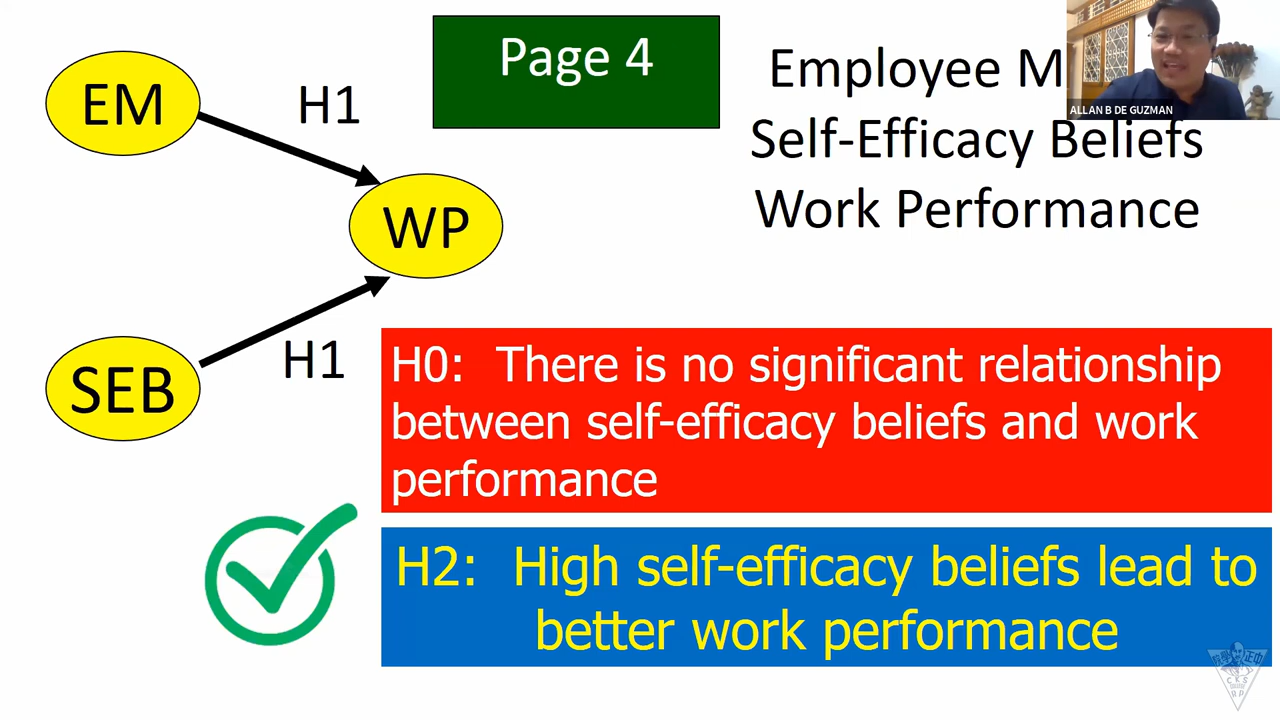 EM
H1
Page 4
Employee M
ALLAN B DE GUZMAN
Self-Efficacy Beliefs
WP
Work Performance
SEB
H1
H0: There is no significant relationship
between self-efficacy beliefs and work
performance
H2: High self-efficacy beliefs lead to
better work performance
C K S